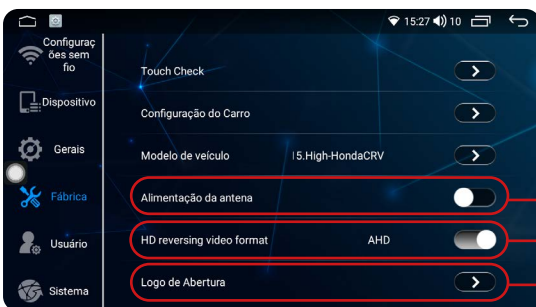 15:27 10
Configuraç
ões sem
fio
Dispositivo
Gerais
Fábrica
Usuário
Sistema
Touch Check
Configuração do Carro
Modelo de veículo 15.High-HondaCRV
Alimentação da antena
HD reversing video format AHD
Logo de Abertura